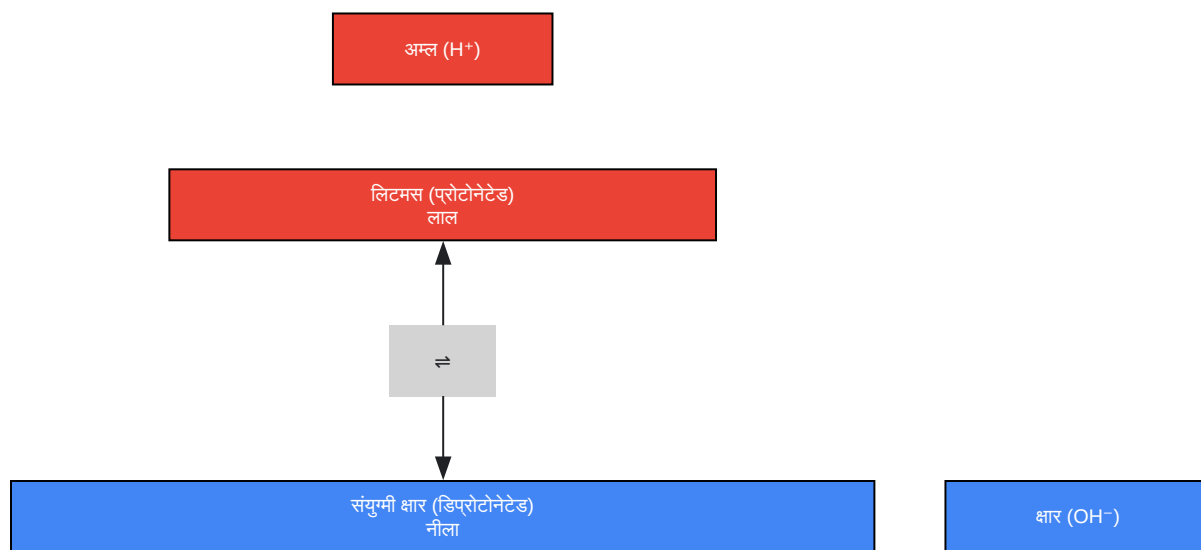 अम्ल (H⁺)
लिटमस (प्रोटोनेटेड)
लाल
⇌
संयुग्मी क्षार (डिप्रोटोनेटेड)
नीला
क्षार (OH⁻)